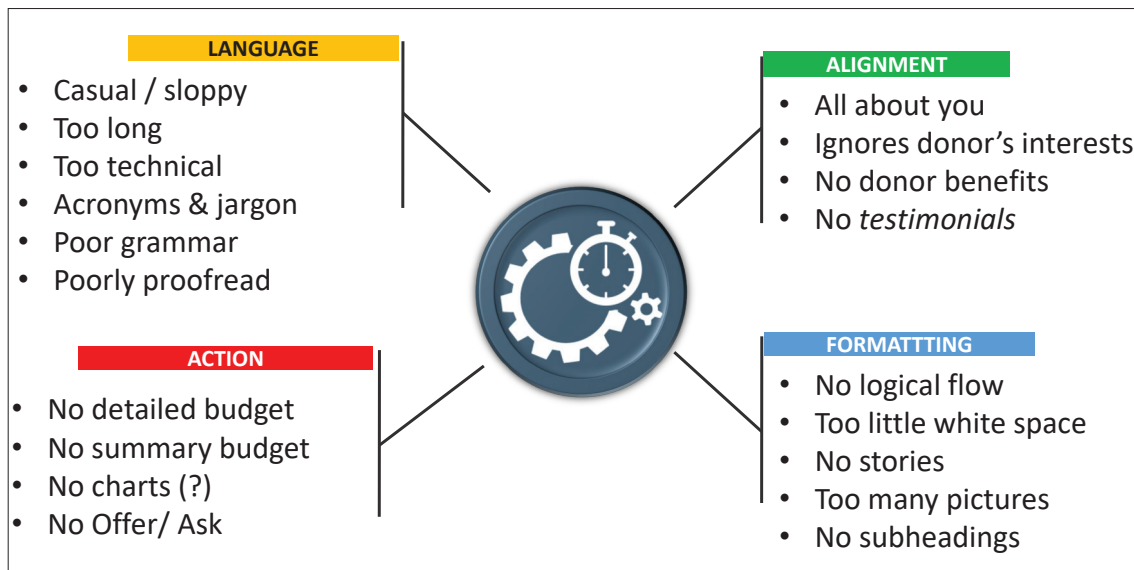 LANGUAGE
• Casual / sloppy
• Too long
• Too technical
• Acronyms & jargon
• Poor grammar
• Poorly proofread
ALIGNMENT
• All about you
• Ignores donor’s interests
• No donor benefits
• No testimonials
ACTION
• No detailed budget
• No summary budget
• No charts (?)
• No Offer/ Ask
FORMATTTING
• No logical flow
• Too little white space
• No stories
• Too many pictures
• No subheadings